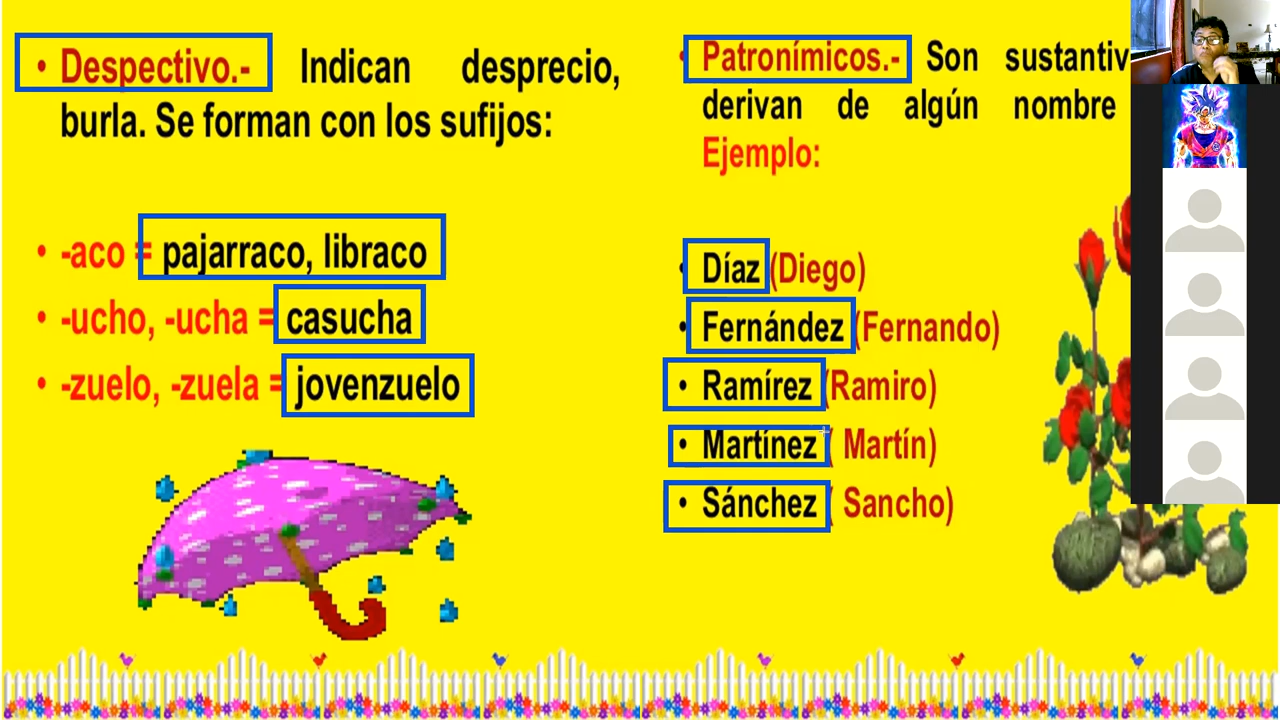 • Despectivo.- Indican desprecio,
burla. Se forman con los sufijos:
• -aco = pajarraco, libraco
• -ucho, -ucha = casucha
• -zuelo, -zuela = jovenzuelo
• Patronímicos.- Son sustantiv
derivan de algún nombre
Ejemplo:
• Díaz (Diego)
• Fernández (Fernando)
• Ramírez (Ramiro)
• Martínez ( Martín)
• Sánchez ( Sancho)